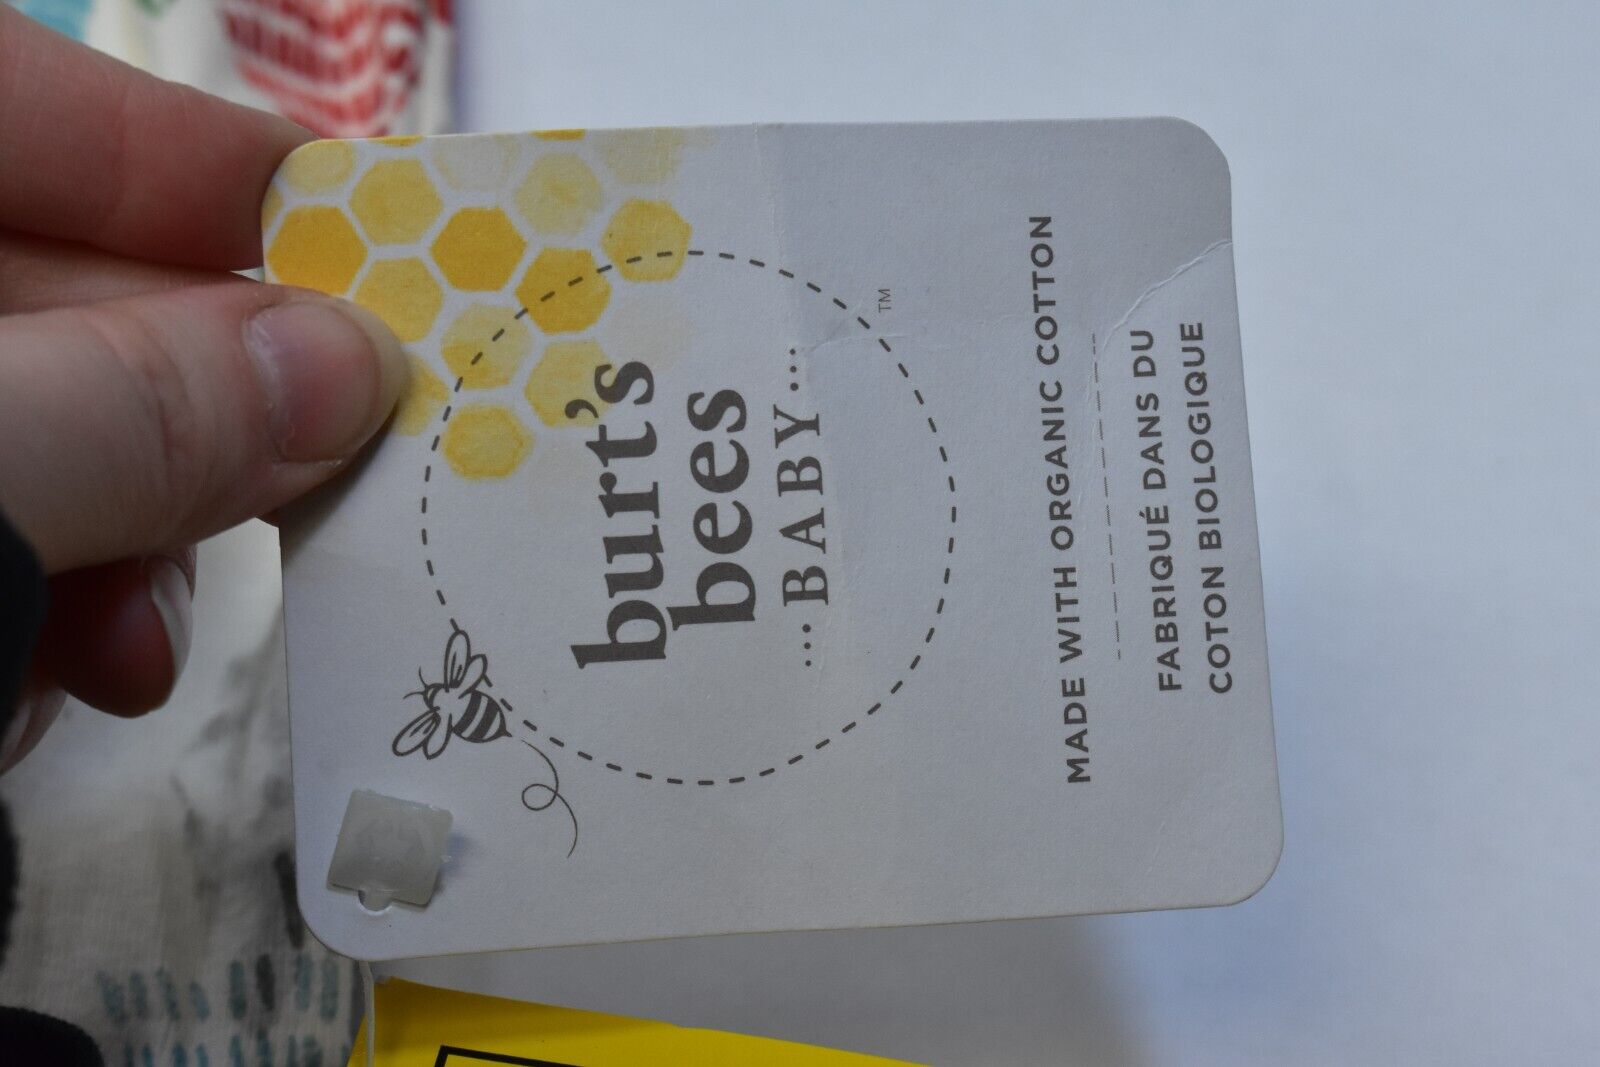 burt's
bees
...BABY...
TM
MADE WITH ORGANIC COTTON
FABRIQUÉ DANS DU
COTON BIOLOGIQUE